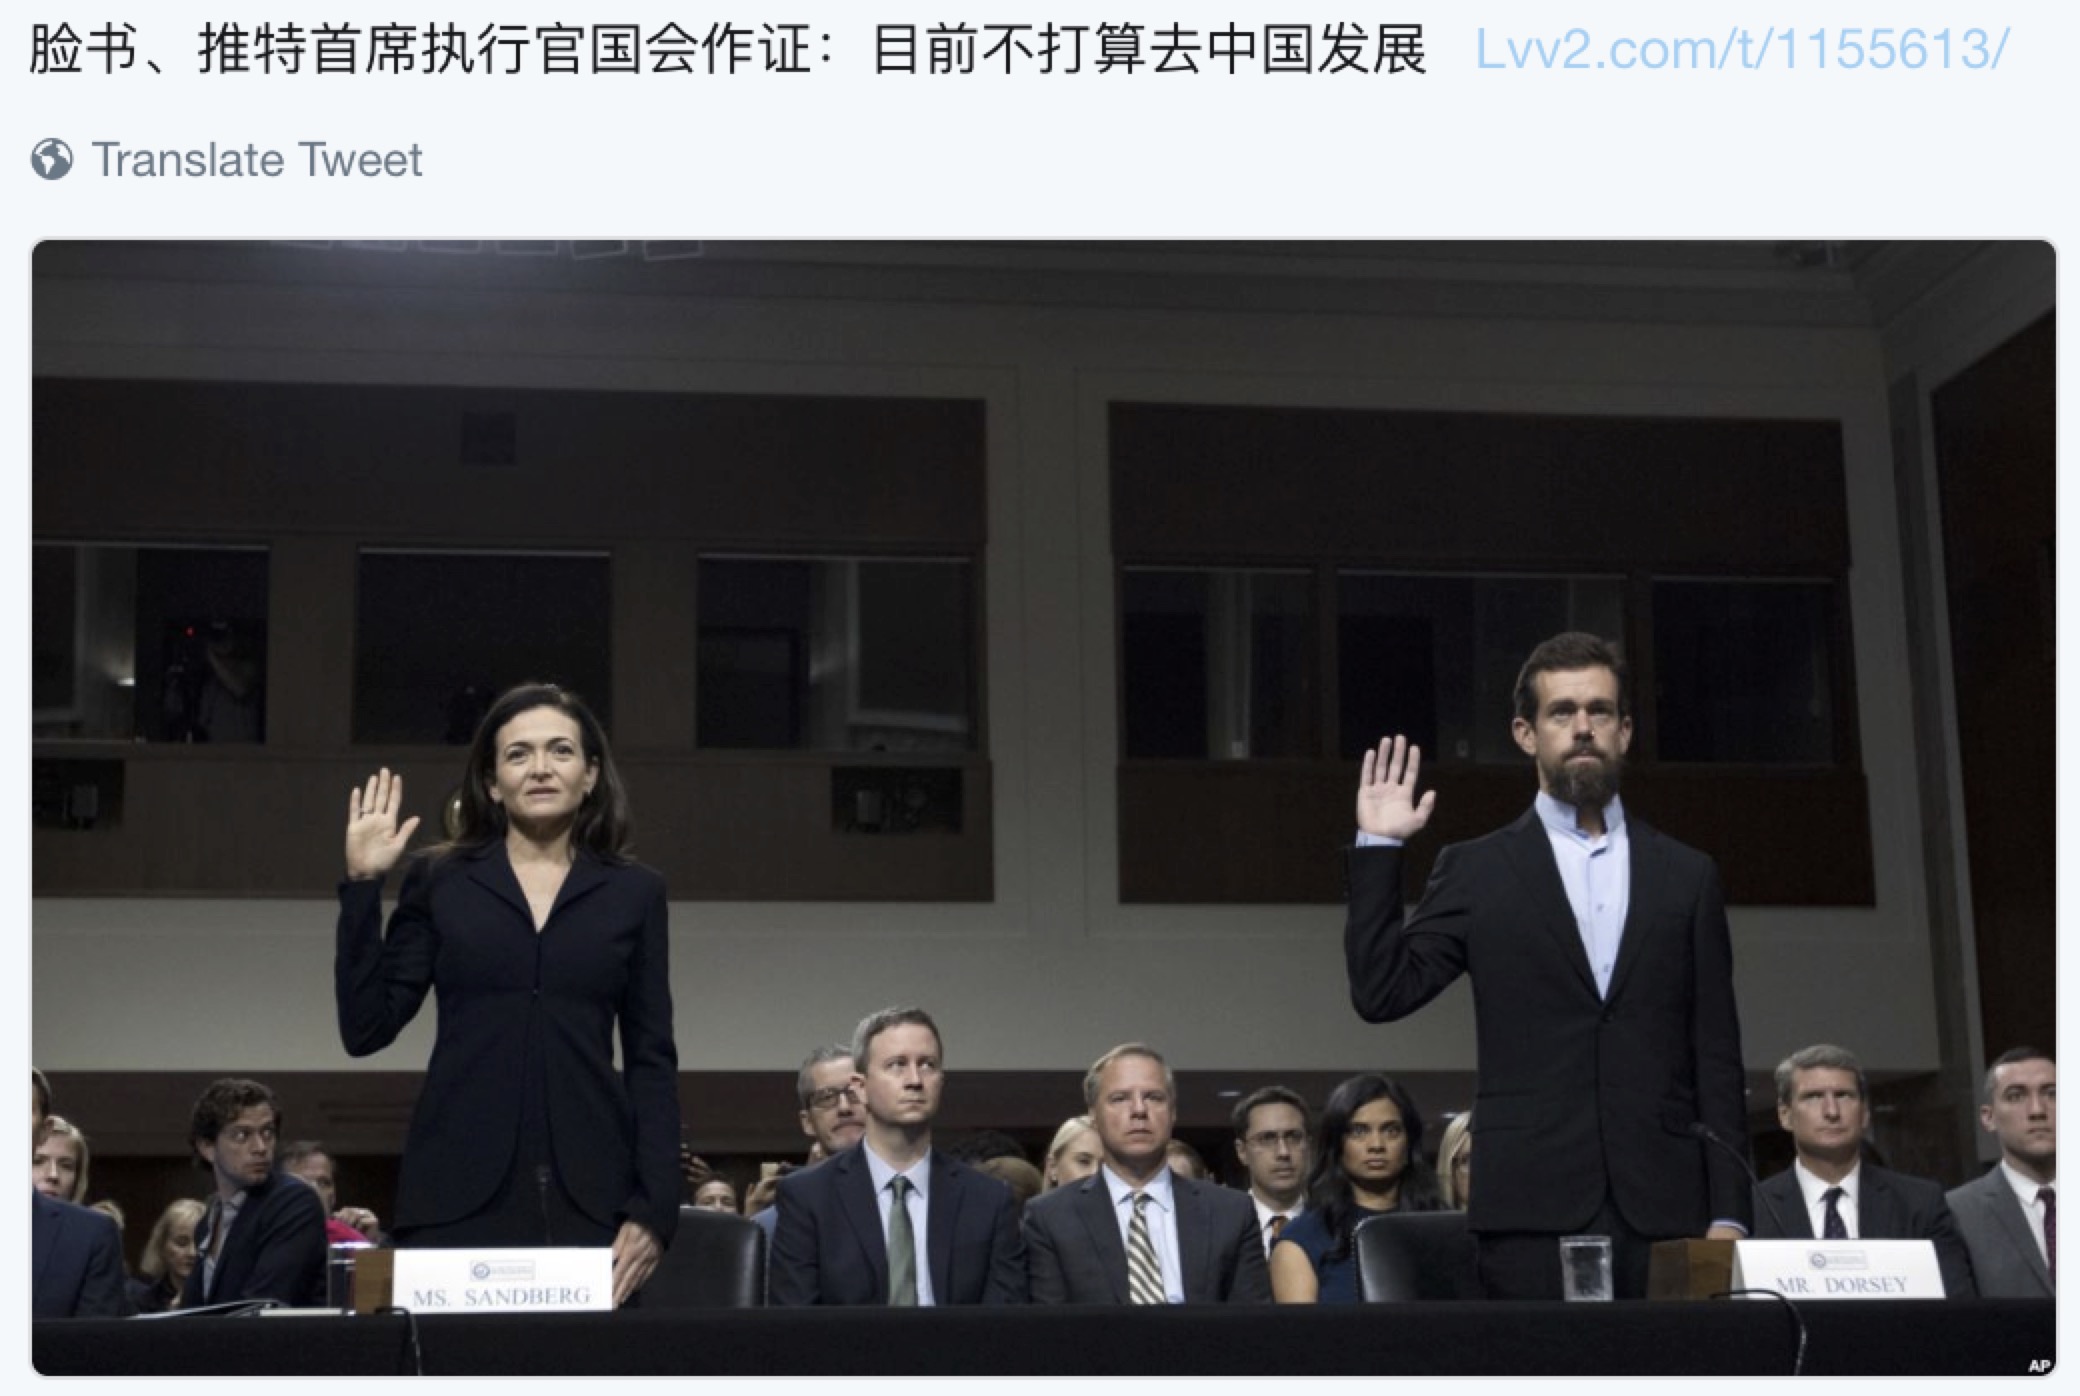 脸书、推特首席执行官国会作证：目前不打算去中国发展 Lvv2.com/t/1155613/
Translate Tweet
MS. SANDBERG
MR. DORSEY
AP